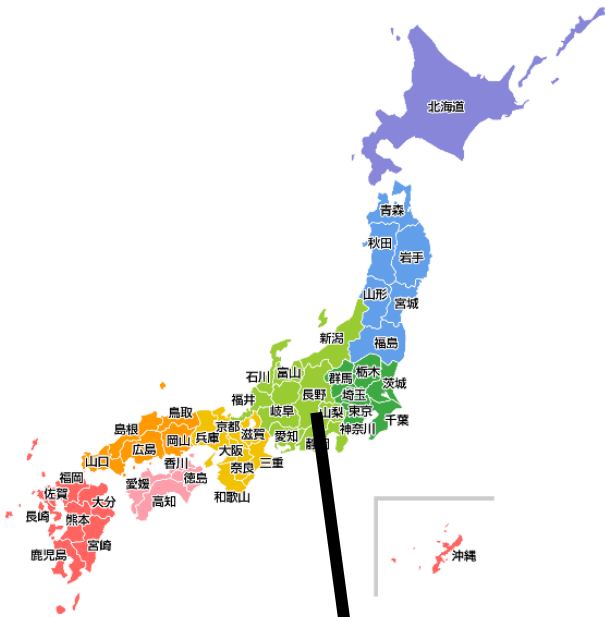 北海道
青森
秋田
岩手
山形
宮城
新潟
福島
石川
富山
群馬
栃木
茨城
福井
長野
埼玉
岐阜
山梨
東京
千葉
神奈川
愛知
鳥取
島根
岡山
兵庫
京都
滋賀
広島
大阪
三重
山口
香川
徳島
奈良
和歌山
愛媛
高知
福岡
佐賀
大分
長崎
熊本
宮崎
鹿児島
沖縄